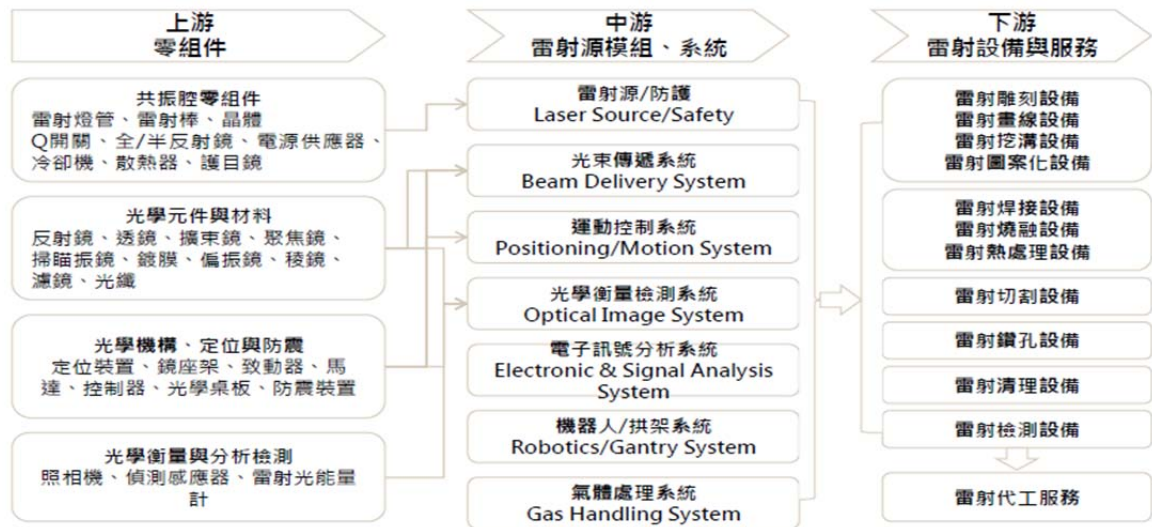 上游
零組件
共振腔零組件
雷射燈管、雷射棒、晶體
Q開關、全/半反射鏡、電源供應器、
冷卻機、散熱器、護目鏡
光學元件與材料
反射鏡、透鏡、擴束鏡、聚焦鏡、
掃瞄振鏡、鍍膜、偏振鏡、稜鏡、
濾鏡、光纖
光學機構、定位與防震
定位裝置、鏡座架、致動器、馬
達、控制器、光學桌板、防震裝置
光學衡量與分析檢測
照相機、偵測感應器、雷射光能量
計
中游
雷射源模組、系統
雷射源/防護
Laser Source/Safety
光束傳遞系統
Beam Delivery System
運動控制系統
Positioning/Motion System
光學衡量檢測系統
Optical Image System
電子訊號分析系統
Electronic & Signal Analysis
System
機器人/拱架系統
Robotics/Gantry System
氣體處理系統
Gas Handling System
下游
雷射設備與服務
雷射雕刻設備
雷射畫線設備
雷射挖溝設備
雷射圖案化設備
雷射焊接設備
雷射燒融設備
雷射熱處理設備
雷射切割設備
雷射鑽孔設備
雷射清理設備
雷射檢測設備
雷射代工服務